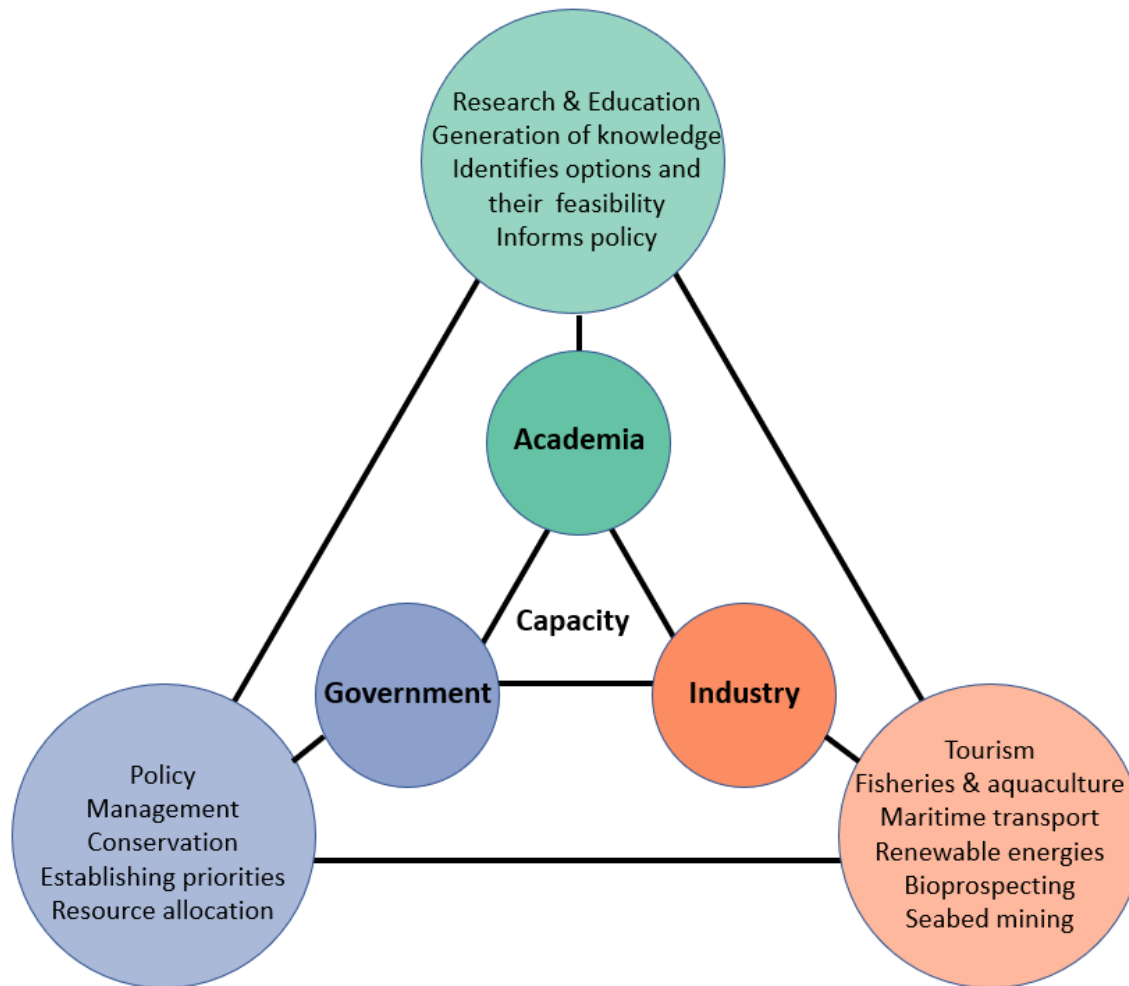 Research & Education
Generation of knowledge
Identifies options and
their feasibility
Informs policy
Academia
Capacity
Government
Industry
Policy
Management
Conservation
Establishing priorities
Resource allocation
Tourism
Fisheries & aquaculture
Maritime transport
Renewable energies
Bioprospecting
Seabed mining